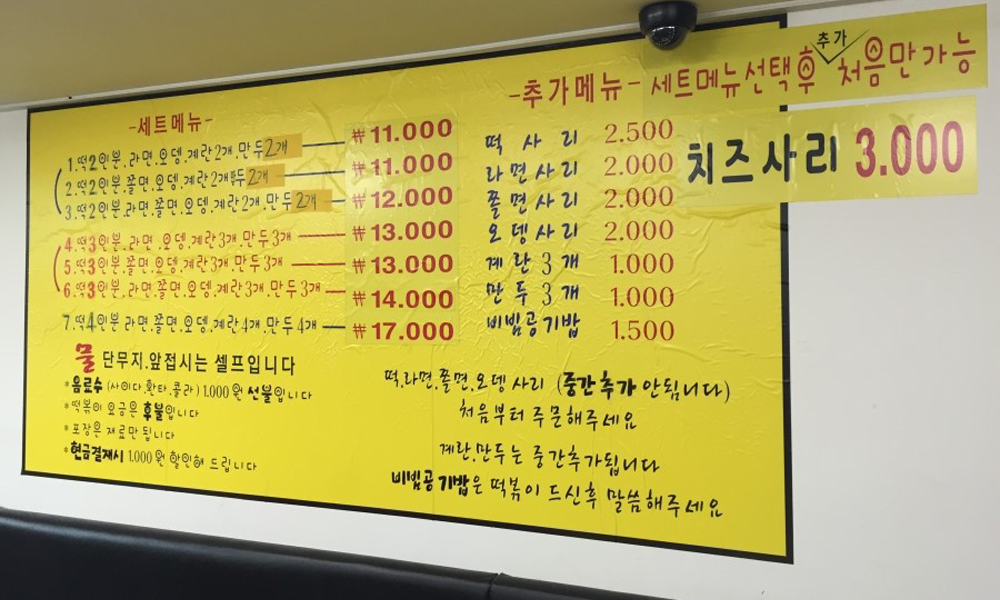 -세트메뉴-
1.떡2인분.라면.오뎅.계란2개.만두2개 ₩11.000
2.떡2인분.쫄면.오뎅.계란2개.만두2개 ₩11.000
3.떡2인분.라면.쫄면.오뎅.계란2개.만두2개 ₩12.000
4.떡3인분.라면.오뎅.계란3개.만두3개 ₩13.000
5.떡3인분.쫄면.오뎅.계란3개.만두3개 ₩13.000
6.떡3인분.라면.쫄면.오뎅.계란3개.만두3개 ₩14.000
7.떡4인분.라면.쫄면.오뎅.계란4개.만두4개 ₩17.000
물 단무지.앞접시는 셀프입니다
*음료수(사이다.환타.콜라) 1.000원 선불입니다
*떡볶이 요금은 후불입니다
*포장은 재료만 됩니다
*현금결제시 1.000원 할인해 드립니다
-추가메뉴- 세트메뉴선택후 추가 처음만가능
떡사리 2.500
라면사리 2.000
쫄면사리 2.000
오뎅사리 2.000
계란3개 1.000
만두3개 1.000
비빔공기밥 1.500
치즈사리 3.000
떡.라면.쫄면.오뎅 사리 (중간추가 안됩니다)
처음부터 주문해주세요
계란.만두는 중간추가됩니다
비빔공기밥은 떡볶이 드신후 말씀해주세요